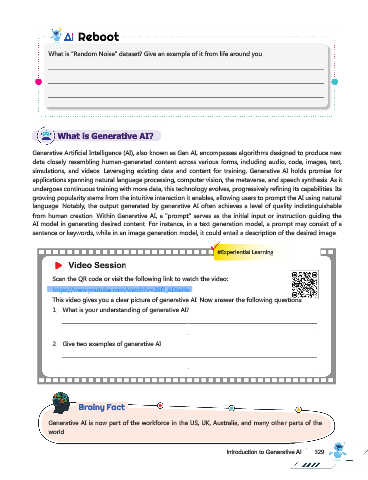 AI Reboot
What is "Random Noise" dataset? Give an example of it from life around you
What is Generative AI?
Generative Artificial Intelligence (AI), also known as Gen AI, encompasses algorithms designed to produce new
data closely resembling human-generated content across various forms, including audio, code, images, text,
simulations, and videos Leveraging existing data and content for training. Generative AI holds promise for
applications spanning natural language processing, computer vision, the metaverse, and speech synthesis As it
undergoes continuous training with more data, this technology evolves, progressively refining its capabilities Its
growing popularity stems from the intuitive interaction it enables, allowing users to prompt the AI using natural
language Notably, the output generated by generative AI often achieves a level of quality indistinguishable
from human creation Within Generative AI, a "prompt" serves as the initial input or instruction guiding the
AI model in generating desired content For instance, in a text generation model, a prompt may consist of a
sentence or keywords, while in an image generation model, it could entail a description of the desired image
#Experiential Learning
Video Session
Scan the QR code or visit the following link to watch the video:
This video gives you a clear picture of generative AI Now answer the following questions
1 What is your understanding of generative AI?
2 Give two examples of generative AI
Brainy Fact
Generative AI is now part of the workforce in the US, UK, Australia, and many other parts of the
world
Introduction to Generative AI 329